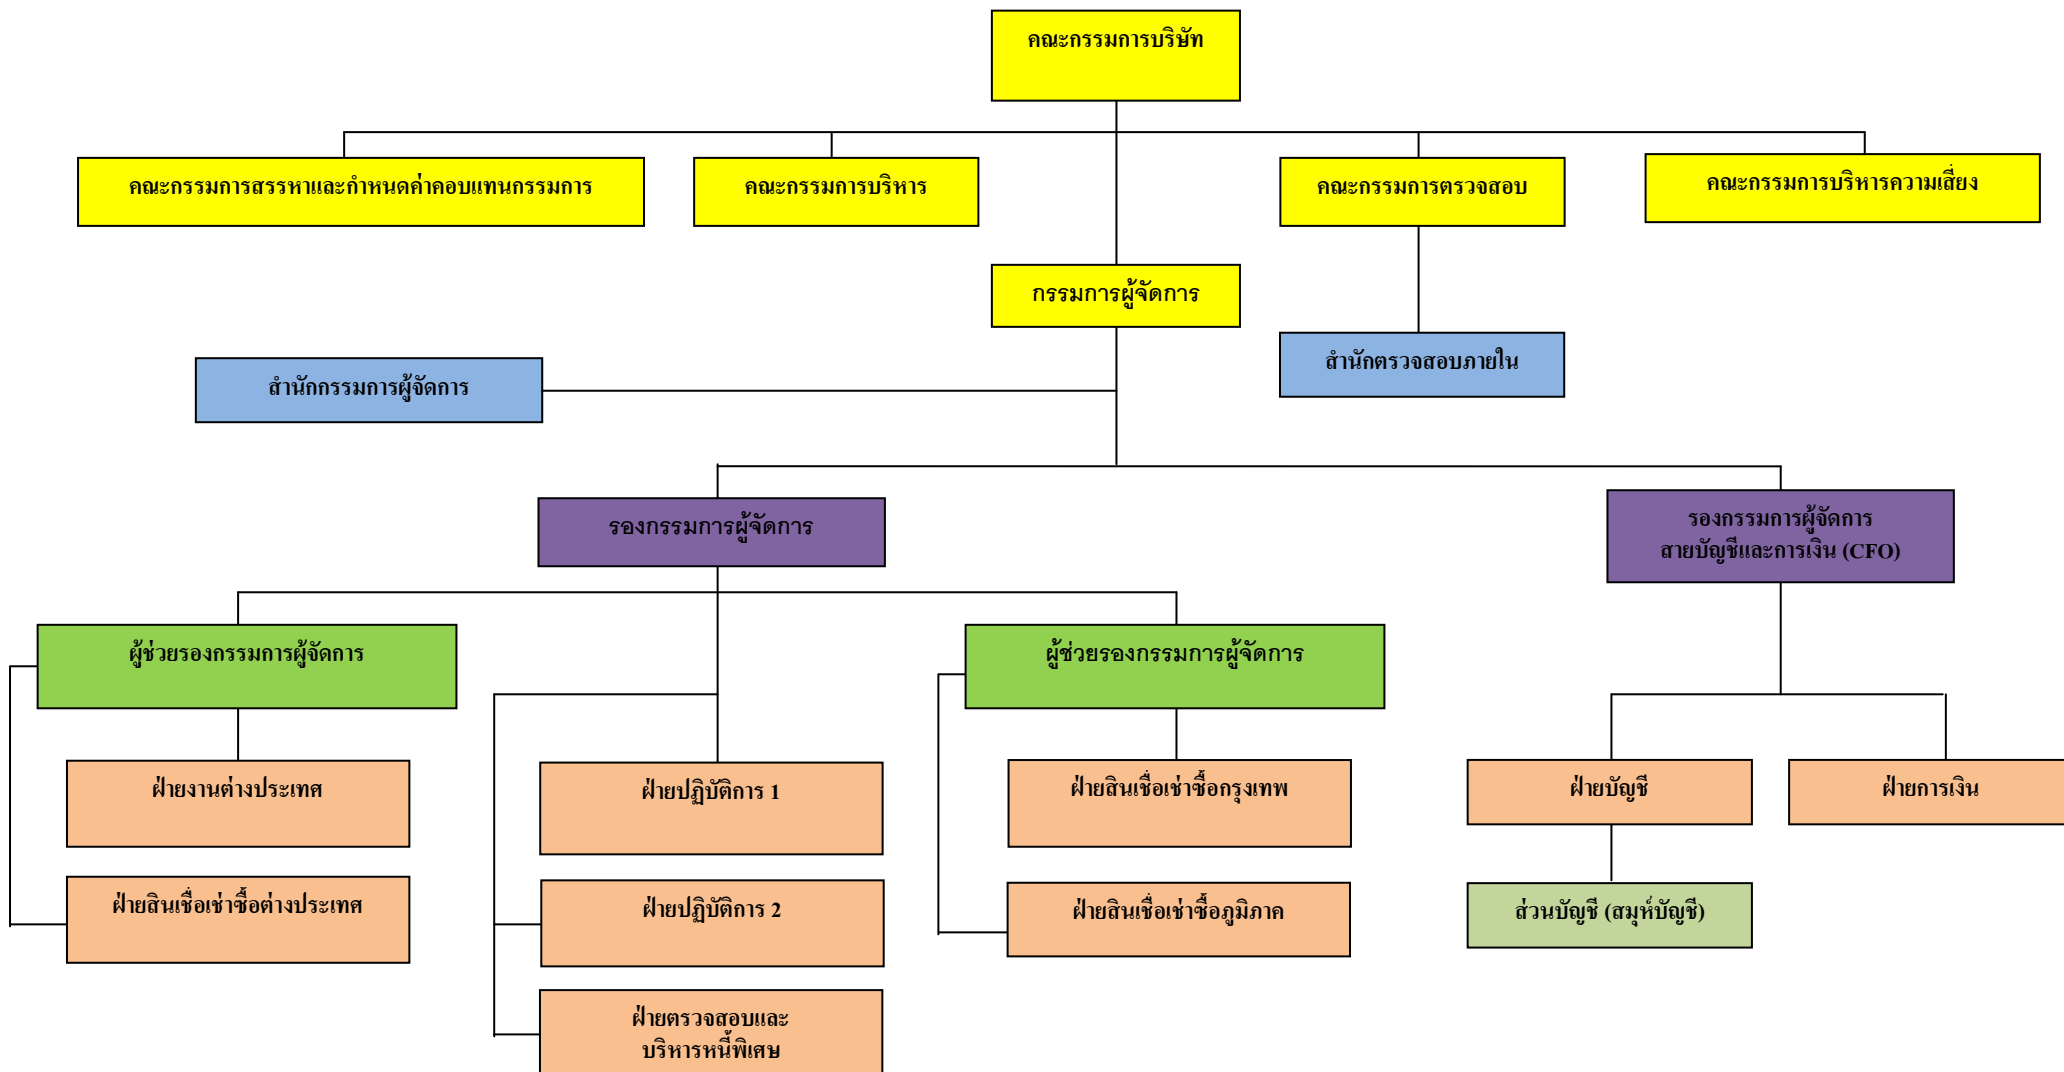 คณะกรรมการบริษัท
คณะกรรมการสรรหาและกำหนดค่าคอบแทนกรรมการ
คณะกรรมการบริหาร
คณะกรรมการตรวจสอบ
คณะกรรมการบริหารความเสี่ยง
กรรมการผู้จัดการ
สำนักตรวจสอบภายใน
สำนักกรรมการผู้จัดการ
รองกรรมการผู้จัดการ
รองกรรมการผู้จัดการ
สายบัญชีและการเงิน (CFO)
ผู้ช่วยรองกรรมการผู้จัดการ
ผู้ช่วยรองกรรมการผู้จัดการ
ฝ่ายงานต่างประเทศ
ฝ่ายปฏิบัติการ 1
ฝ่ายสินเชื่อเช่าซื้อกรุงเทพ
ฝ่ายบัญชี
ฝ่ายการเงิน
ฝ่ายสินเชื่อเช่าซื้อต่างประเทศ
ฝ่ายปฏิบัติการ 2
ฝ่ายสินเชื่อเช่าซื้อภูมิภาค
ส่วนบัญชี (สมุห์บัญชี)
ฝ่ายตรวจสอบและ
บริหารหนี้พิเศษ